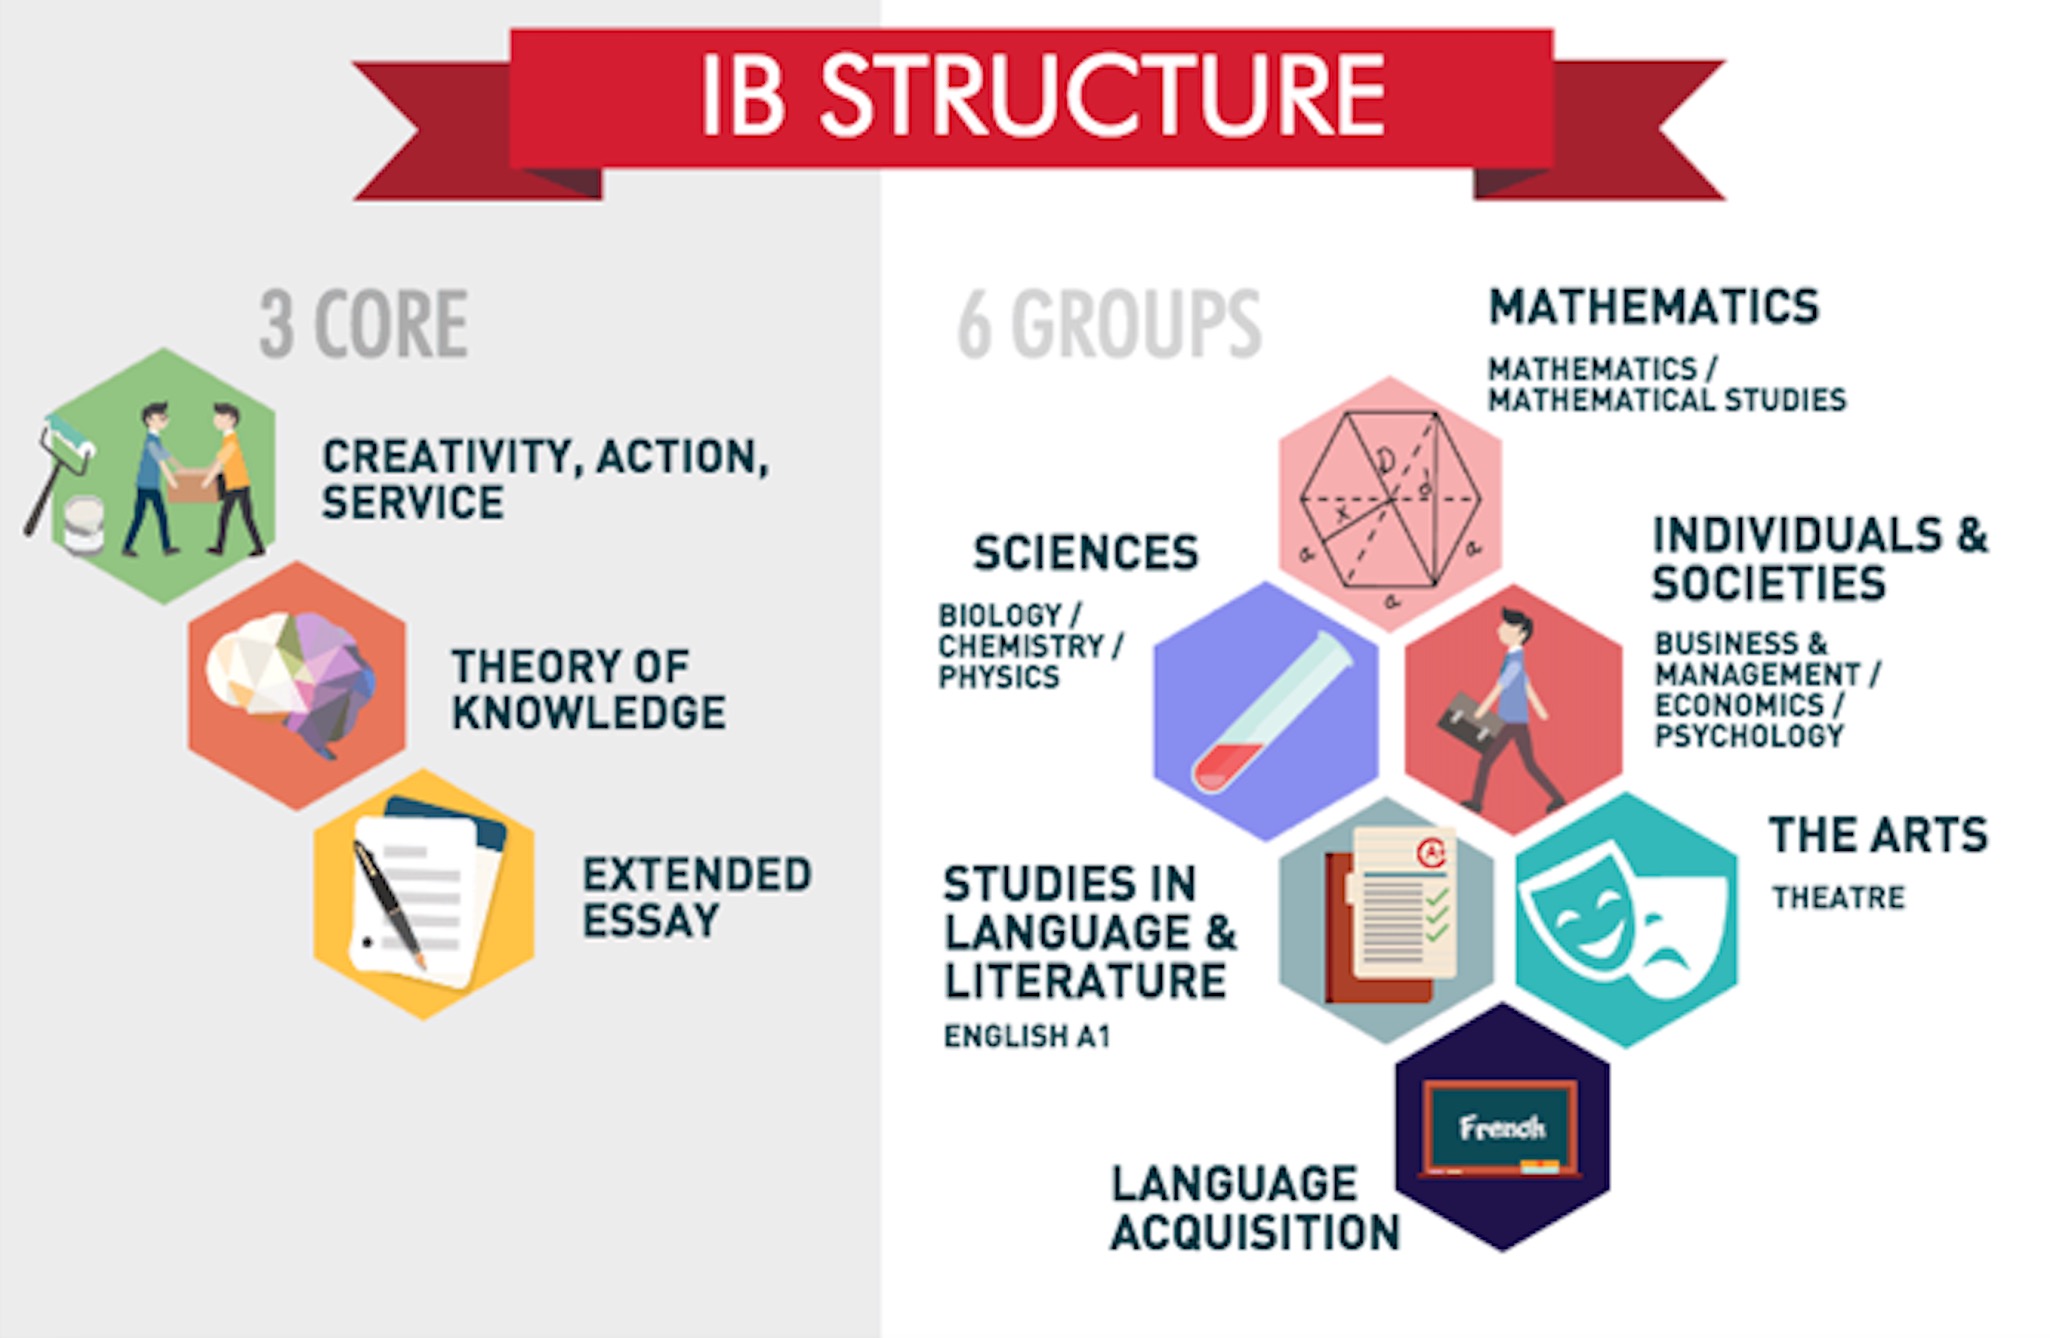 IB STRUCTURE
3 CORE
CREATIVITY, ACTION,
SERVICE
THEORY OF
KNOWLEDGE
EXTENDED
ESSAY
6 GROUPS
MATHEMATICS
MATHEMATICS /
MATHEMATICAL STUDIES
D
d
x
a
a
a
SCIENCES
BIOLOGY /
CHEMISTRY /
PHYSICS
INDIVIDUALS &
SOCIETIES
BUSINESS &
MANAGEMENT /
ECONOMICS /
PSYCHOLOGY
STUDIES IN
LANGUAGE &
LITERATURE
ENGLISH A1
A+
THE ARTS
THEATRE
LANGUAGE
ACQUISITION
French